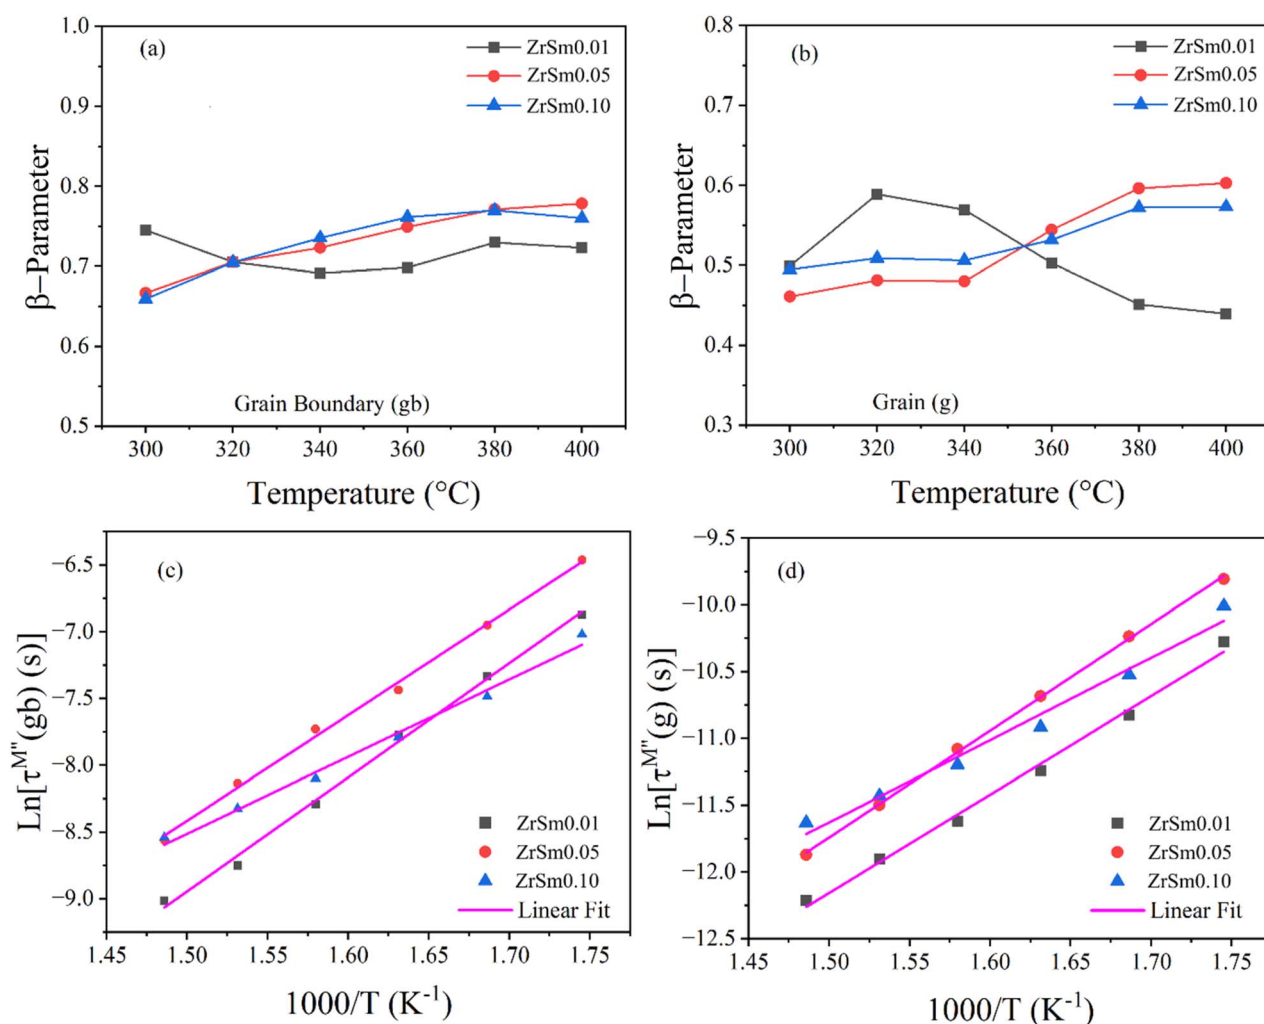 (a)
ZrSm0.01
ZrSm0.05
ZrSm0.10
1.0
0.9
0.8
0.7
0.6
0.5
β−Parameter
Grain Boundary (gb)
300 320 340 360 380 400
Temperature (°C)
(b)
ZrSm0.01
ZrSm0.05
ZrSm0.10
0.8
0.7
0.6
0.5
0.4
0.3
β−Parameter
Grain (g)
300 320 340 360 380 400
Temperature (°C)
(c)
−6.5
−7.0
−7.5
−8.0
−8.5
−9.0
Ln[τᴹ"(gb) (s)]
ZrSm0.01
ZrSm0.05
ZrSm0.10
Linear Fit
1.45 1.50 1.55 1.60 1.65 1.70 1.75
1000/T (K⁻¹)
(d)
−9.5
−10.0
−10.5
−11.0
−11.5
−12.0
−12.5
Ln[τᴹ"(g) (s)]
ZrSm0.01
ZrSm0.05
ZrSm0.10
Linear Fit
1.45 1.50 1.55 1.60 1.65 1.70 1.75
1000/T (K⁻¹)